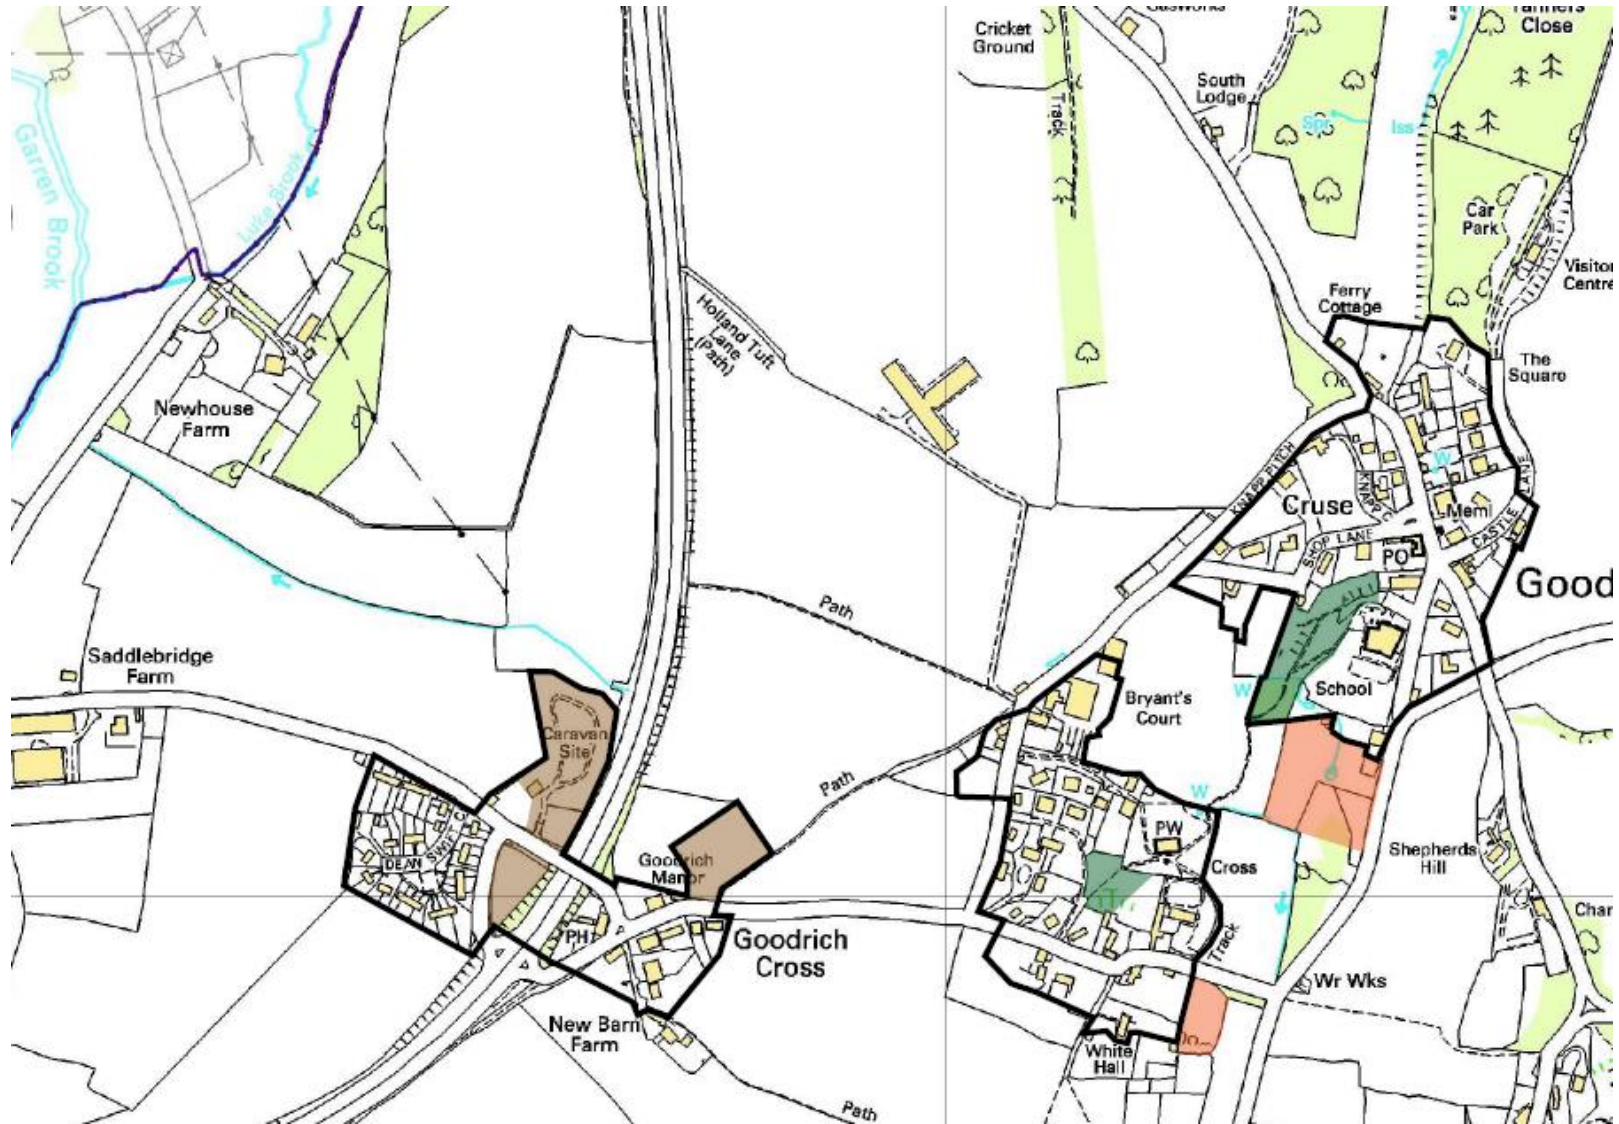 Gasworks
Tanners
Close
Cricket
Ground
South
Lodge
Track
Spr
Iss
Garren Brook
Luke Brook
Car
Park
Visitor
Centre
Ferry
Cottage
Holland Tuft
Lane
(Path)
The
Square
Newhouse
Farm
KNAPP PITCH
W
LANE
Cruse
KNAPP C
Meml
CASTLE
SHOP LANE
PO
Good
Path
Saddlebridge
Farm
School
W
Bryant's
Court
Caravan
Site
Path
W
PW
DEAN SWIFT C
Goodrich
Manor
Cross
Shepherds
Hill
PH
Goodrich
Cross
Track
Wr Wks
New Barn
Farm
White
Hall
Path